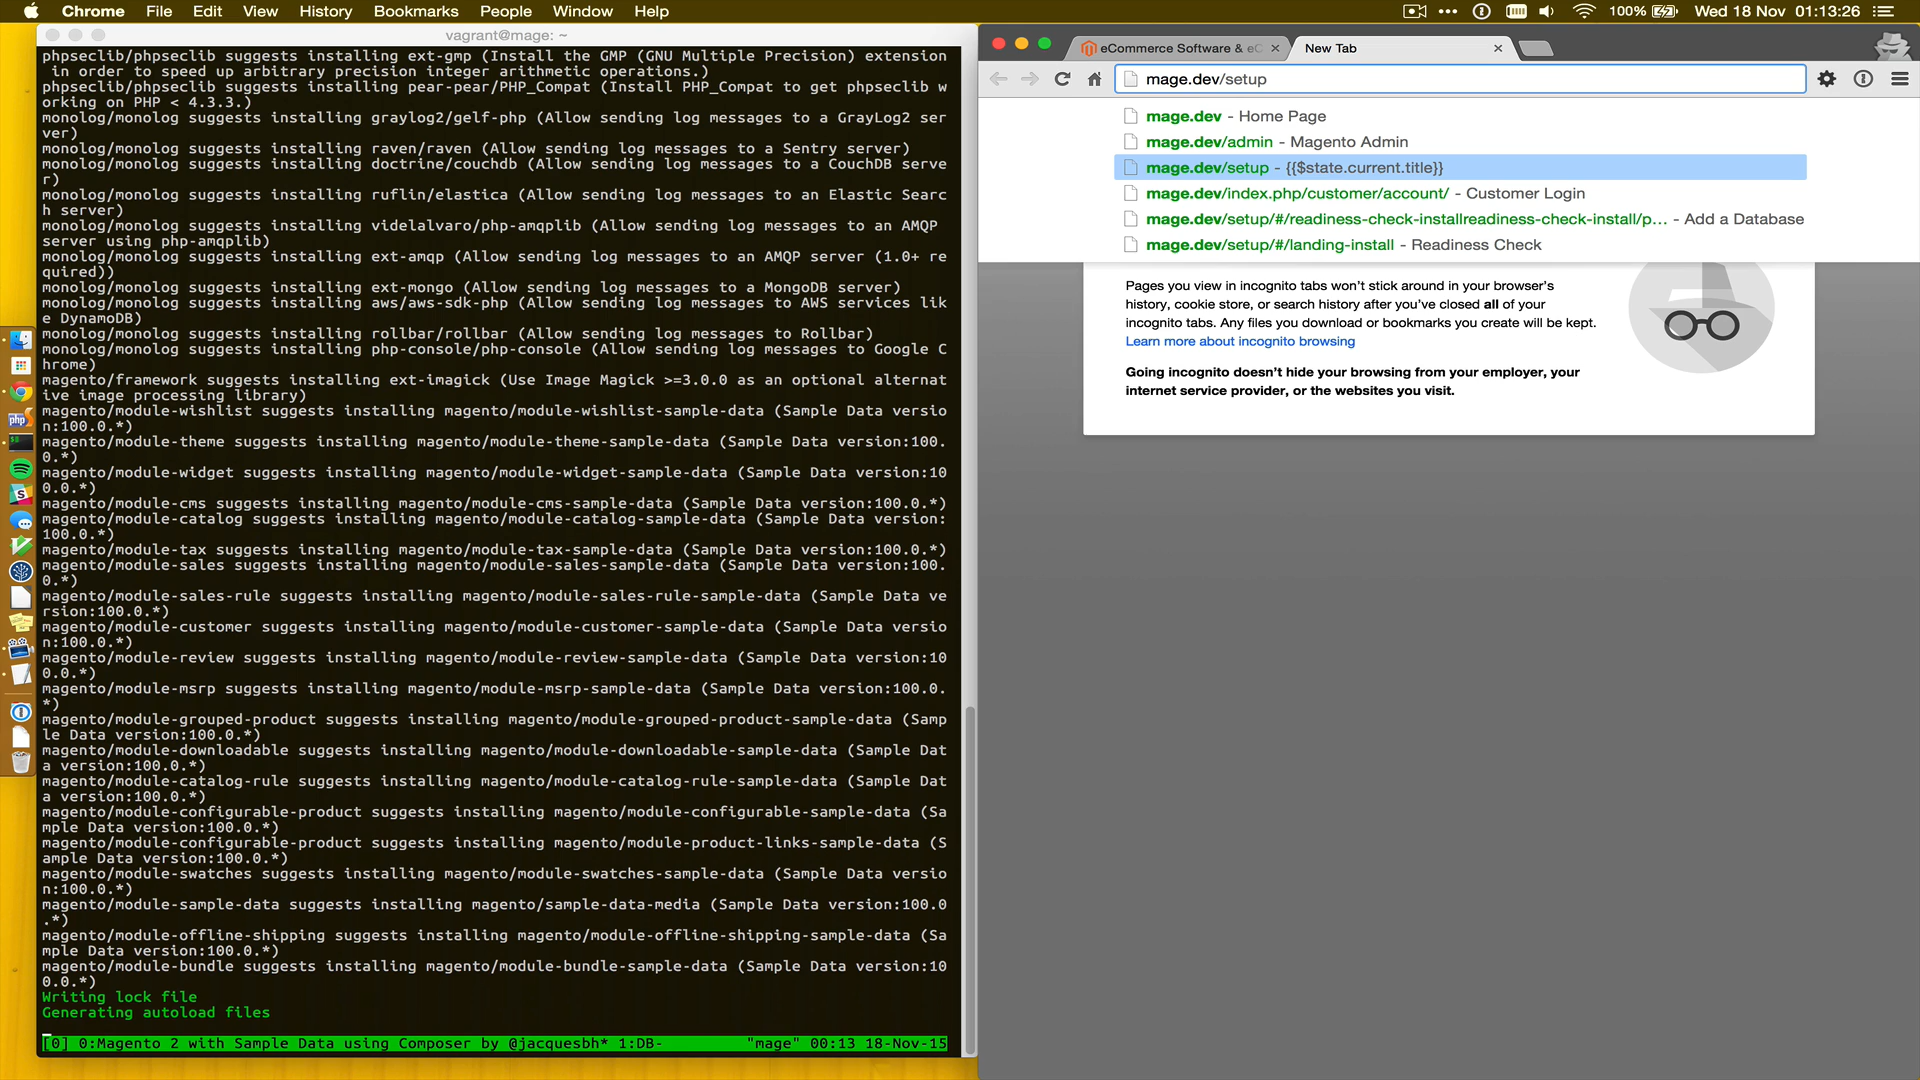 Chrome File Edit View History Bookmarks People Window Help
100% Wed 18 Nov 01:13:26
vagrant@mage: ~
phpseclib/phpseclib suggests installing ext-gmp (Install the GMP (GNU Multiple Precision) extension
 in order to speed up arbitrary precision integer arithmetic operations.)
phpseclib/phpseclib suggests installing pear-pear/PHP_Compat (Install PHP_Compat to get phpseclib w
orking on PHP < 4.3.3.)
monolog/monolog suggests installing graylog2/gelf-php (Allow sending log messages to a GrayLog2 ser
ver)
monolog/monolog suggests installing raven/raven (Allow sending log messages to a Sentry server)
monolog/monolog suggests installing doctrine/couchdb (Allow sending log messages to a CouchDB serve
r)
monolog/monolog suggests installing ruflin/elastica (Allow sending log messages to an Elastic Searc
h server)
monolog/monolog suggests installing videlalvaro/php-amqplib (Allow sending log messages to an AMQP
server using php-amqplib)
monolog/monolog suggests installing ext-amqp (Allow sending log messages to an AMQP server (1.0+ re
quired))
monolog/monolog suggests installing ext-mongo (Allow sending log messages to a MongoDB server)
monolog/monolog suggests installing aws/aws-sdk-php (Allow sending log messages to AWS services lik
e DynamoDB)
monolog/monolog suggests installing rollbar/rollbar (Allow sending log messages to Rollbar)
monolog/monolog suggests installing php-console/php-console (Allow sending log messages to Google C
hrome)
magento/framework suggests installing ext-imagick (Use Image Magick >=3.0.0 as an optional alternat
ive image processing library)
magento/module-wishlist suggests installing magento/module-wishlist-sample-data (Sample Data versio
n:100.0.*)
magento/module-theme suggests installing magento/module-theme-sample-data (Sample Data version:100.
0.*)
magento/module-widget suggests installing magento/module-widget-sample-data (Sample Data version:10
0.0.*)
magento/module-cms suggests installing magento/module-cms-sample-data (Sample Data version:100.0.*)
magento/module-catalog suggests installing magento/module-catalog-sample-data (Sample Data version:
100.0.*)
magento/module-tax suggests installing magento/module-tax-sample-data (Sample Data version:100.0.*)
magento/module-sales suggests installing magento/module-sales-sample-data (Sample Data version:100.
0.*)
magento/module-sales-rule suggests installing magento/module-sales-rule-sample-data (Sample Data ve
rsion:100.0.*)
magento/module-customer suggests installing magento/module-customer-sample-data (Sample Data versio
n:100.0.*)
magento/module-review suggests installing magento/module-review-sample-data (Sample Data version:10
0.0.*)
magento/module-msrp suggests installing magento/module-msrp-sample-data (Sample Data version:100.0.
*)
magento/module-grouped-product suggests installing magento/module-grouped-product-sample-data (Samp
le Data version:100.0.*)
magento/module-downloadable suggests installing magento/module-downloadable-sample-data (Sample Dat
a version:100.0.*)
magento/module-catalog-rule suggests installing magento/module-catalog-rule-sample-data (Sample Dat
a version:100.0.*)
magento/module-configurable-product suggests installing magento/module-configurable-sample-data (Sa
mple Data version:100.0.*)
magento/module-configurable-product suggests installing magento/module-product-links-sample-data (S
ample Data version:100.0.*)
magento/module-swatches suggests installing magento/module-swatches-sample-data (Sample Data versio
n:100.0.*)
magento/module-sample-data suggests installing magento/sample-data-media (Sample Data version:100.0
.*)
magento/module-offline-shipping suggests installing magento/module-offline-shipping-sample-data (Sa
mple Data version:100.0.*)
magento/module-bundle suggests installing magento/module-bundle-sample-data (Sample Data version:10
0.0.*)
Writing lock file
Generating autoload files
[0] 0:Magento 2 with Sample Data using Composer by @jacquesbh* 1:DB- "mage" 00:13 18-Nov-15
eCommerce Software & eC
New Tab
mage.dev/setup
mage.dev - Home Page
mage.dev/admin - Magento Admin
mage.dev/setup - {{$state.current.title}}
mage.dev/index.php/customer/account/ - Customer Login
mage.dev/setup/#/readiness-check-installreadiness-check-install/p... - Add a Database
mage.dev/setup/#/landing-install - Readiness Check
Pages you view in incognito tabs won't stick around in your browser's
history, cookie store, or search history after you've closed all of your
incognito tabs. Any files you download or bookmarks you create will be kept.
Learn more about incognito browsing
Going incognito doesn't hide your browsing from your employer, your
internet service provider, or the websites you visit.
php